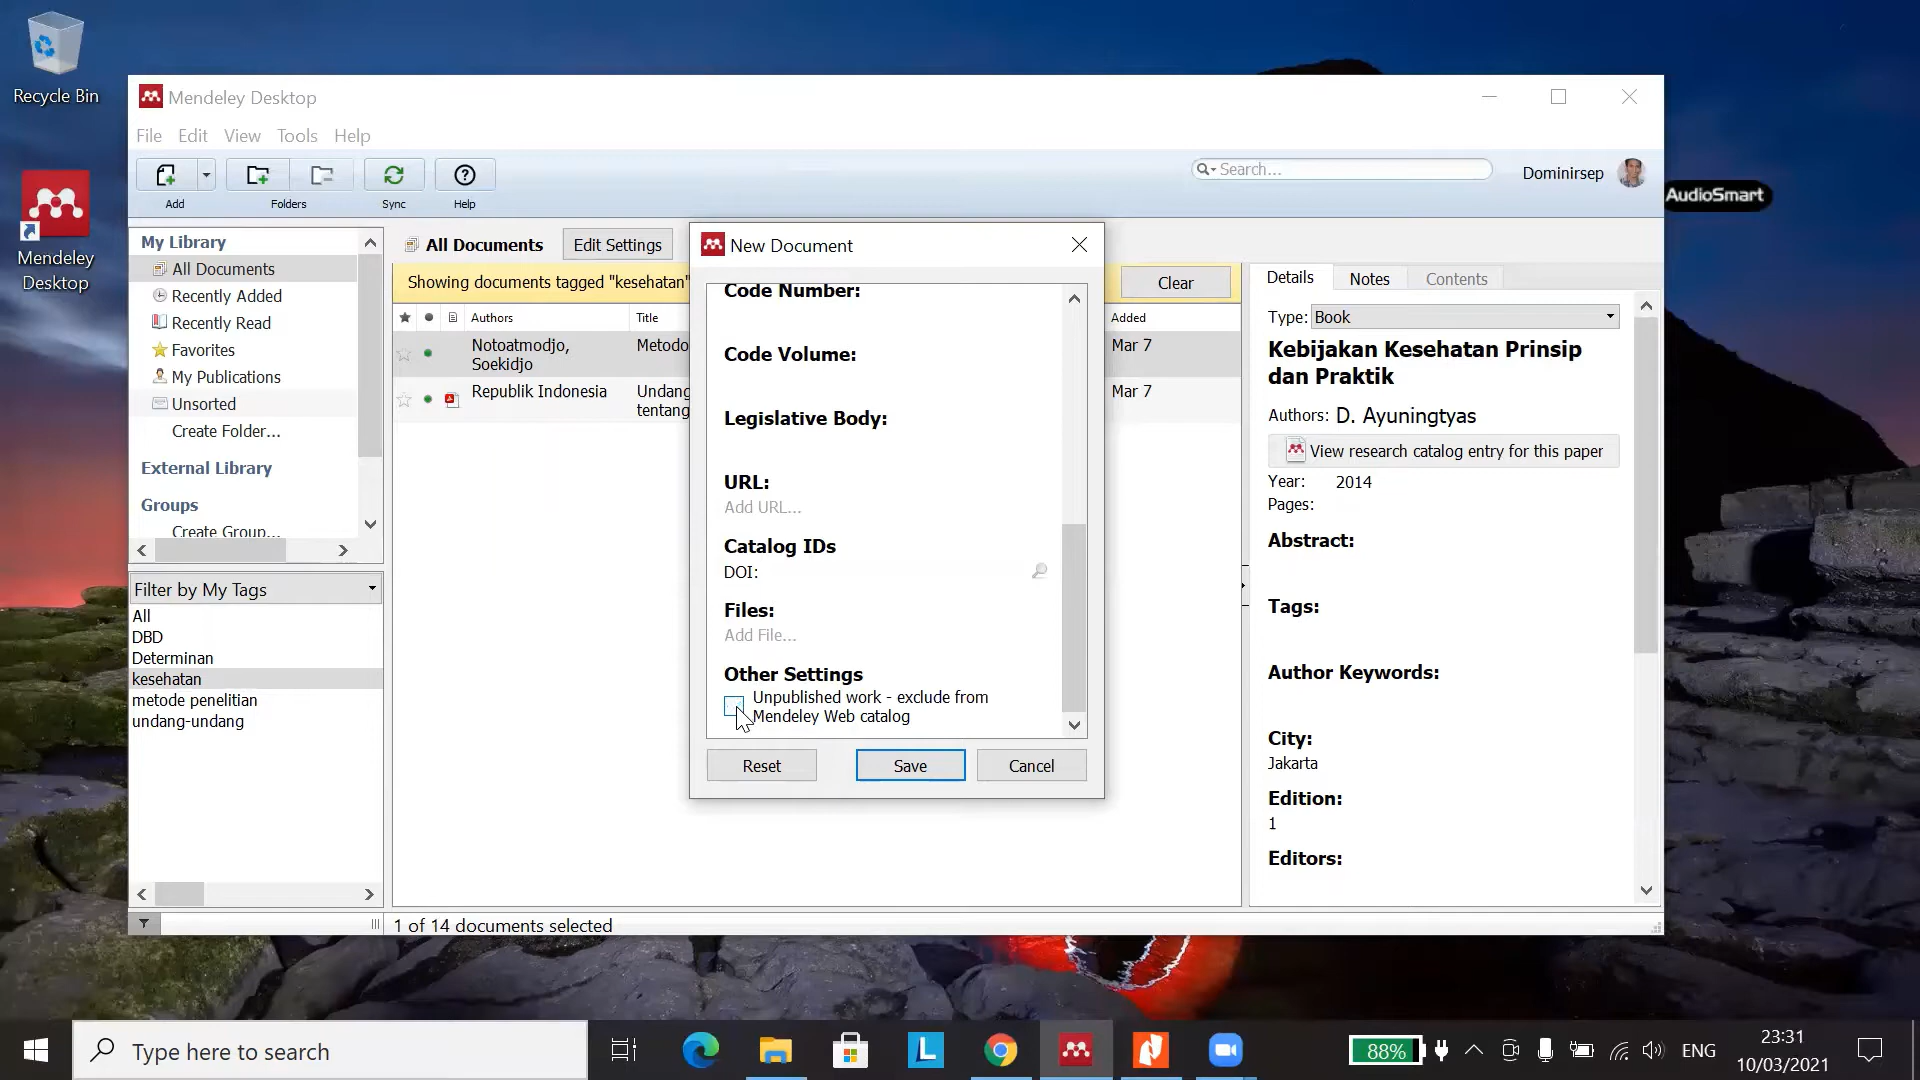 Recycle Bin
Mendeley
Desktop
Mendeley Desktop
File Edit View Tools Help
Add
Folders
Sync
Help
Search...
Dominirsep
AudioSmart
My Library
All Documents
Recently Added
Recently Read
Favorites
My Publications
Unsorted
Create Folder...
External Library
Groups
Create Group...
Filter by My Tags
All
DBD
Determinan
kesehatan
metode penelitian
undang-undang
All Documents
Edit Settings
Showing documents tagged "kesehatan"
Clear
Authors Title Added
Notoatmodjo,
Soekidjo
Metodo
Mar 7
Republik Indonesia
Undang
tentang
Mar 7
1 of 14 documents selected
New Document
Code Number:
Code Volume:
Legislative Body:
URL:
Add URL...
Catalog IDs
DOI:
Files:
Add File...
Other Settings
Unpublished work - exclude from
Mendeley Web catalog
Reset Save Cancel
Details Notes Contents
Type: Book
Kebijakan Kesehatan Prinsip
dan Praktik
Authors: D. Ayuningtyas
View research catalog entry for this paper
Year: 2014
Pages:
Abstract:
Tags:
Author Keywords:
City:
Jakarta
Edition:
1
Editors:
Type here to search
L
88%
ENG
23:31
10/03/2021